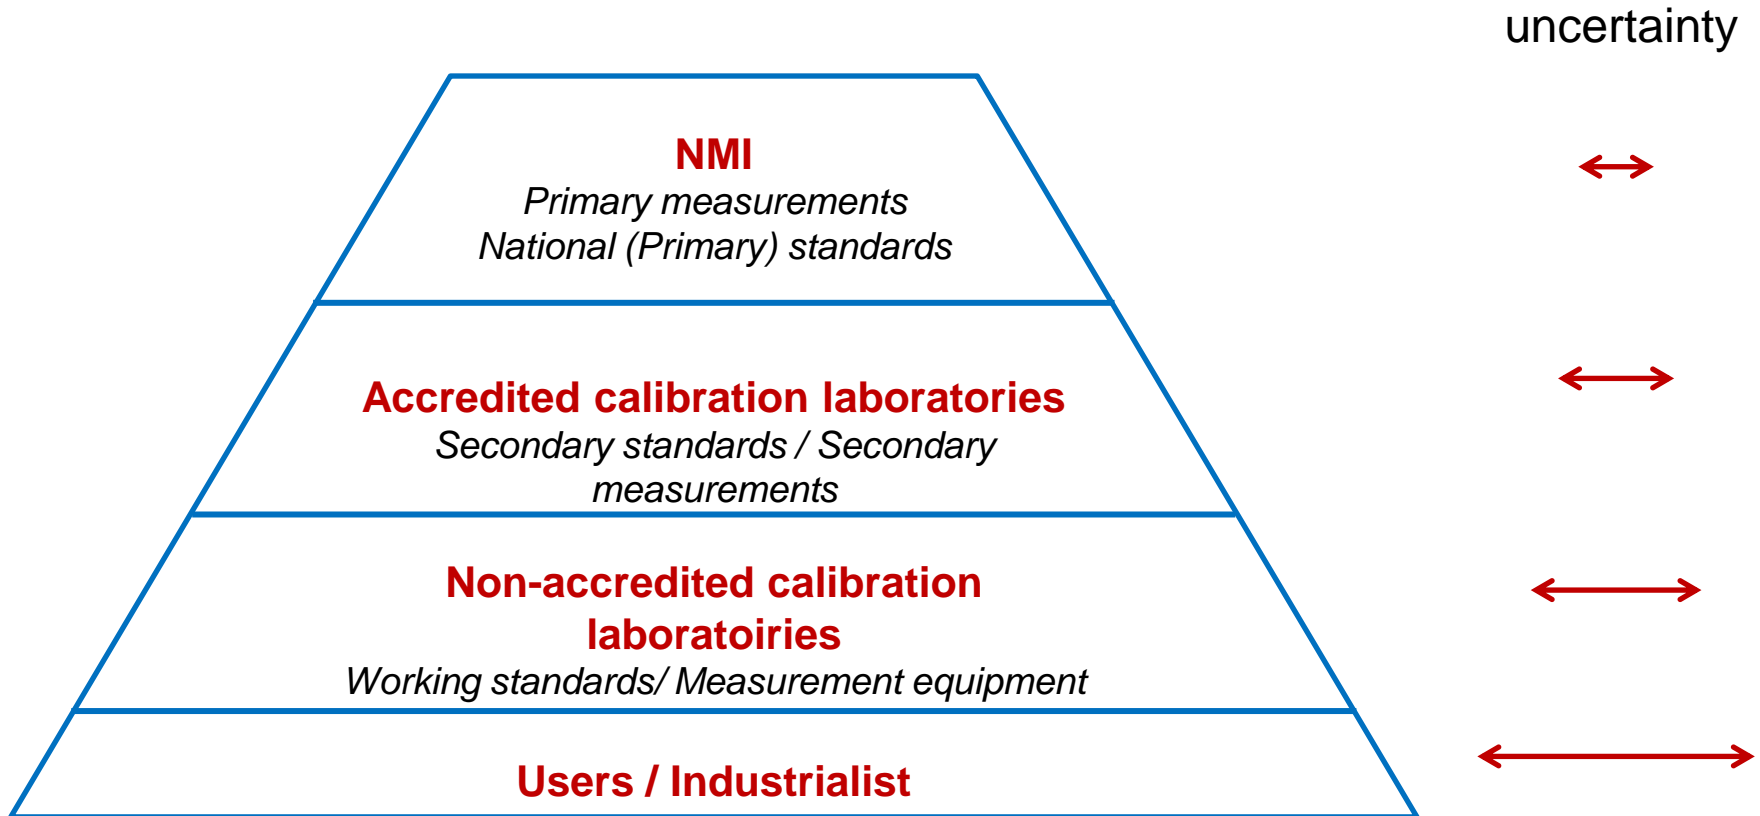 uncertainty
NMI
Primary measurements
National (Primary) standards
Accredited calibration laboratories
Secondary standards / Secondary
measurements
Non-accredited calibration
laboratoiries
Working standards/ Measurement equipment
Users / Industrialist